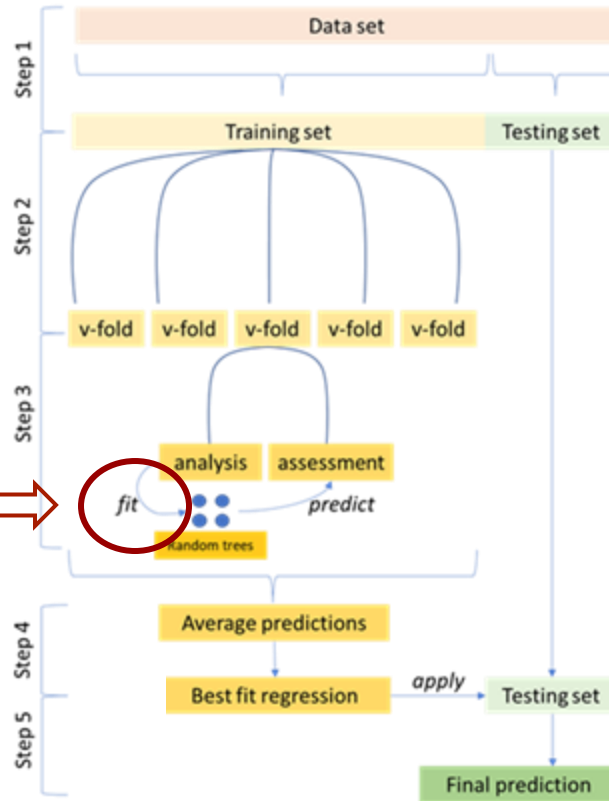 Step 1
Data set
Training set
Testing set
Step 2
v-fold
v-fold
v-fold
v-fold
v-fold
Step 3
analysis
assessment
fit
predict
Random trees
Step 4
Average predictions
Best fit regression
apply
Testing set
Step 5
Final prediction